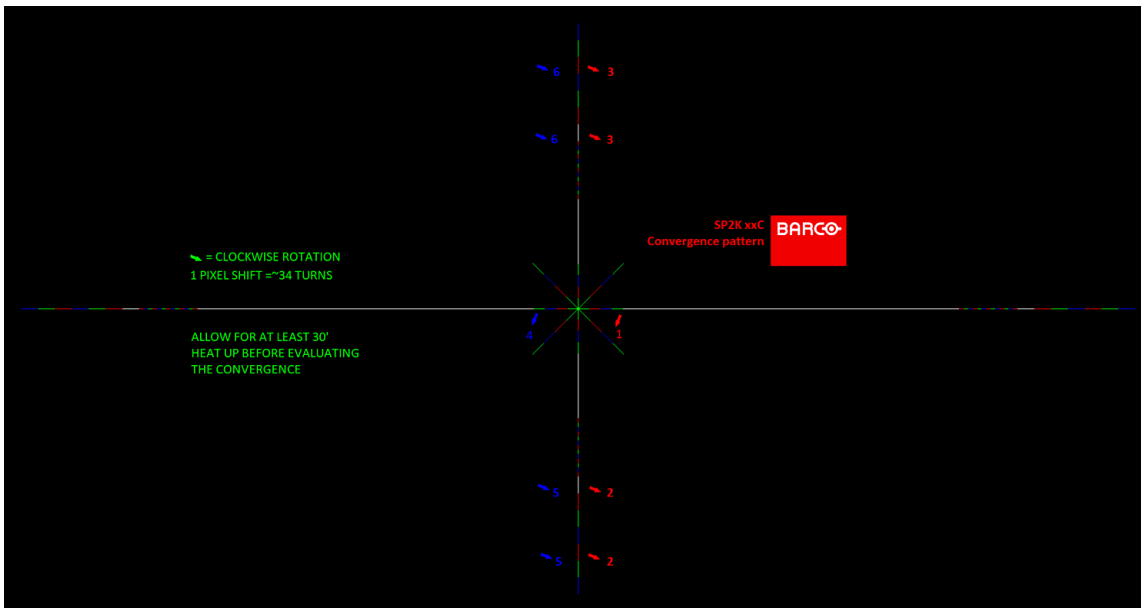 6 3
6 3
SP2K xxC
Convergence pattern
BARCO
= CLOCKWISE ROTATION
1 PIXEL SHIFT =~34 TURNS
4 1
ALLOW FOR AT LEAST 30'
HEAT UP BEFORE EVALUATING
THE CONVERGENCE
5 2
5 2